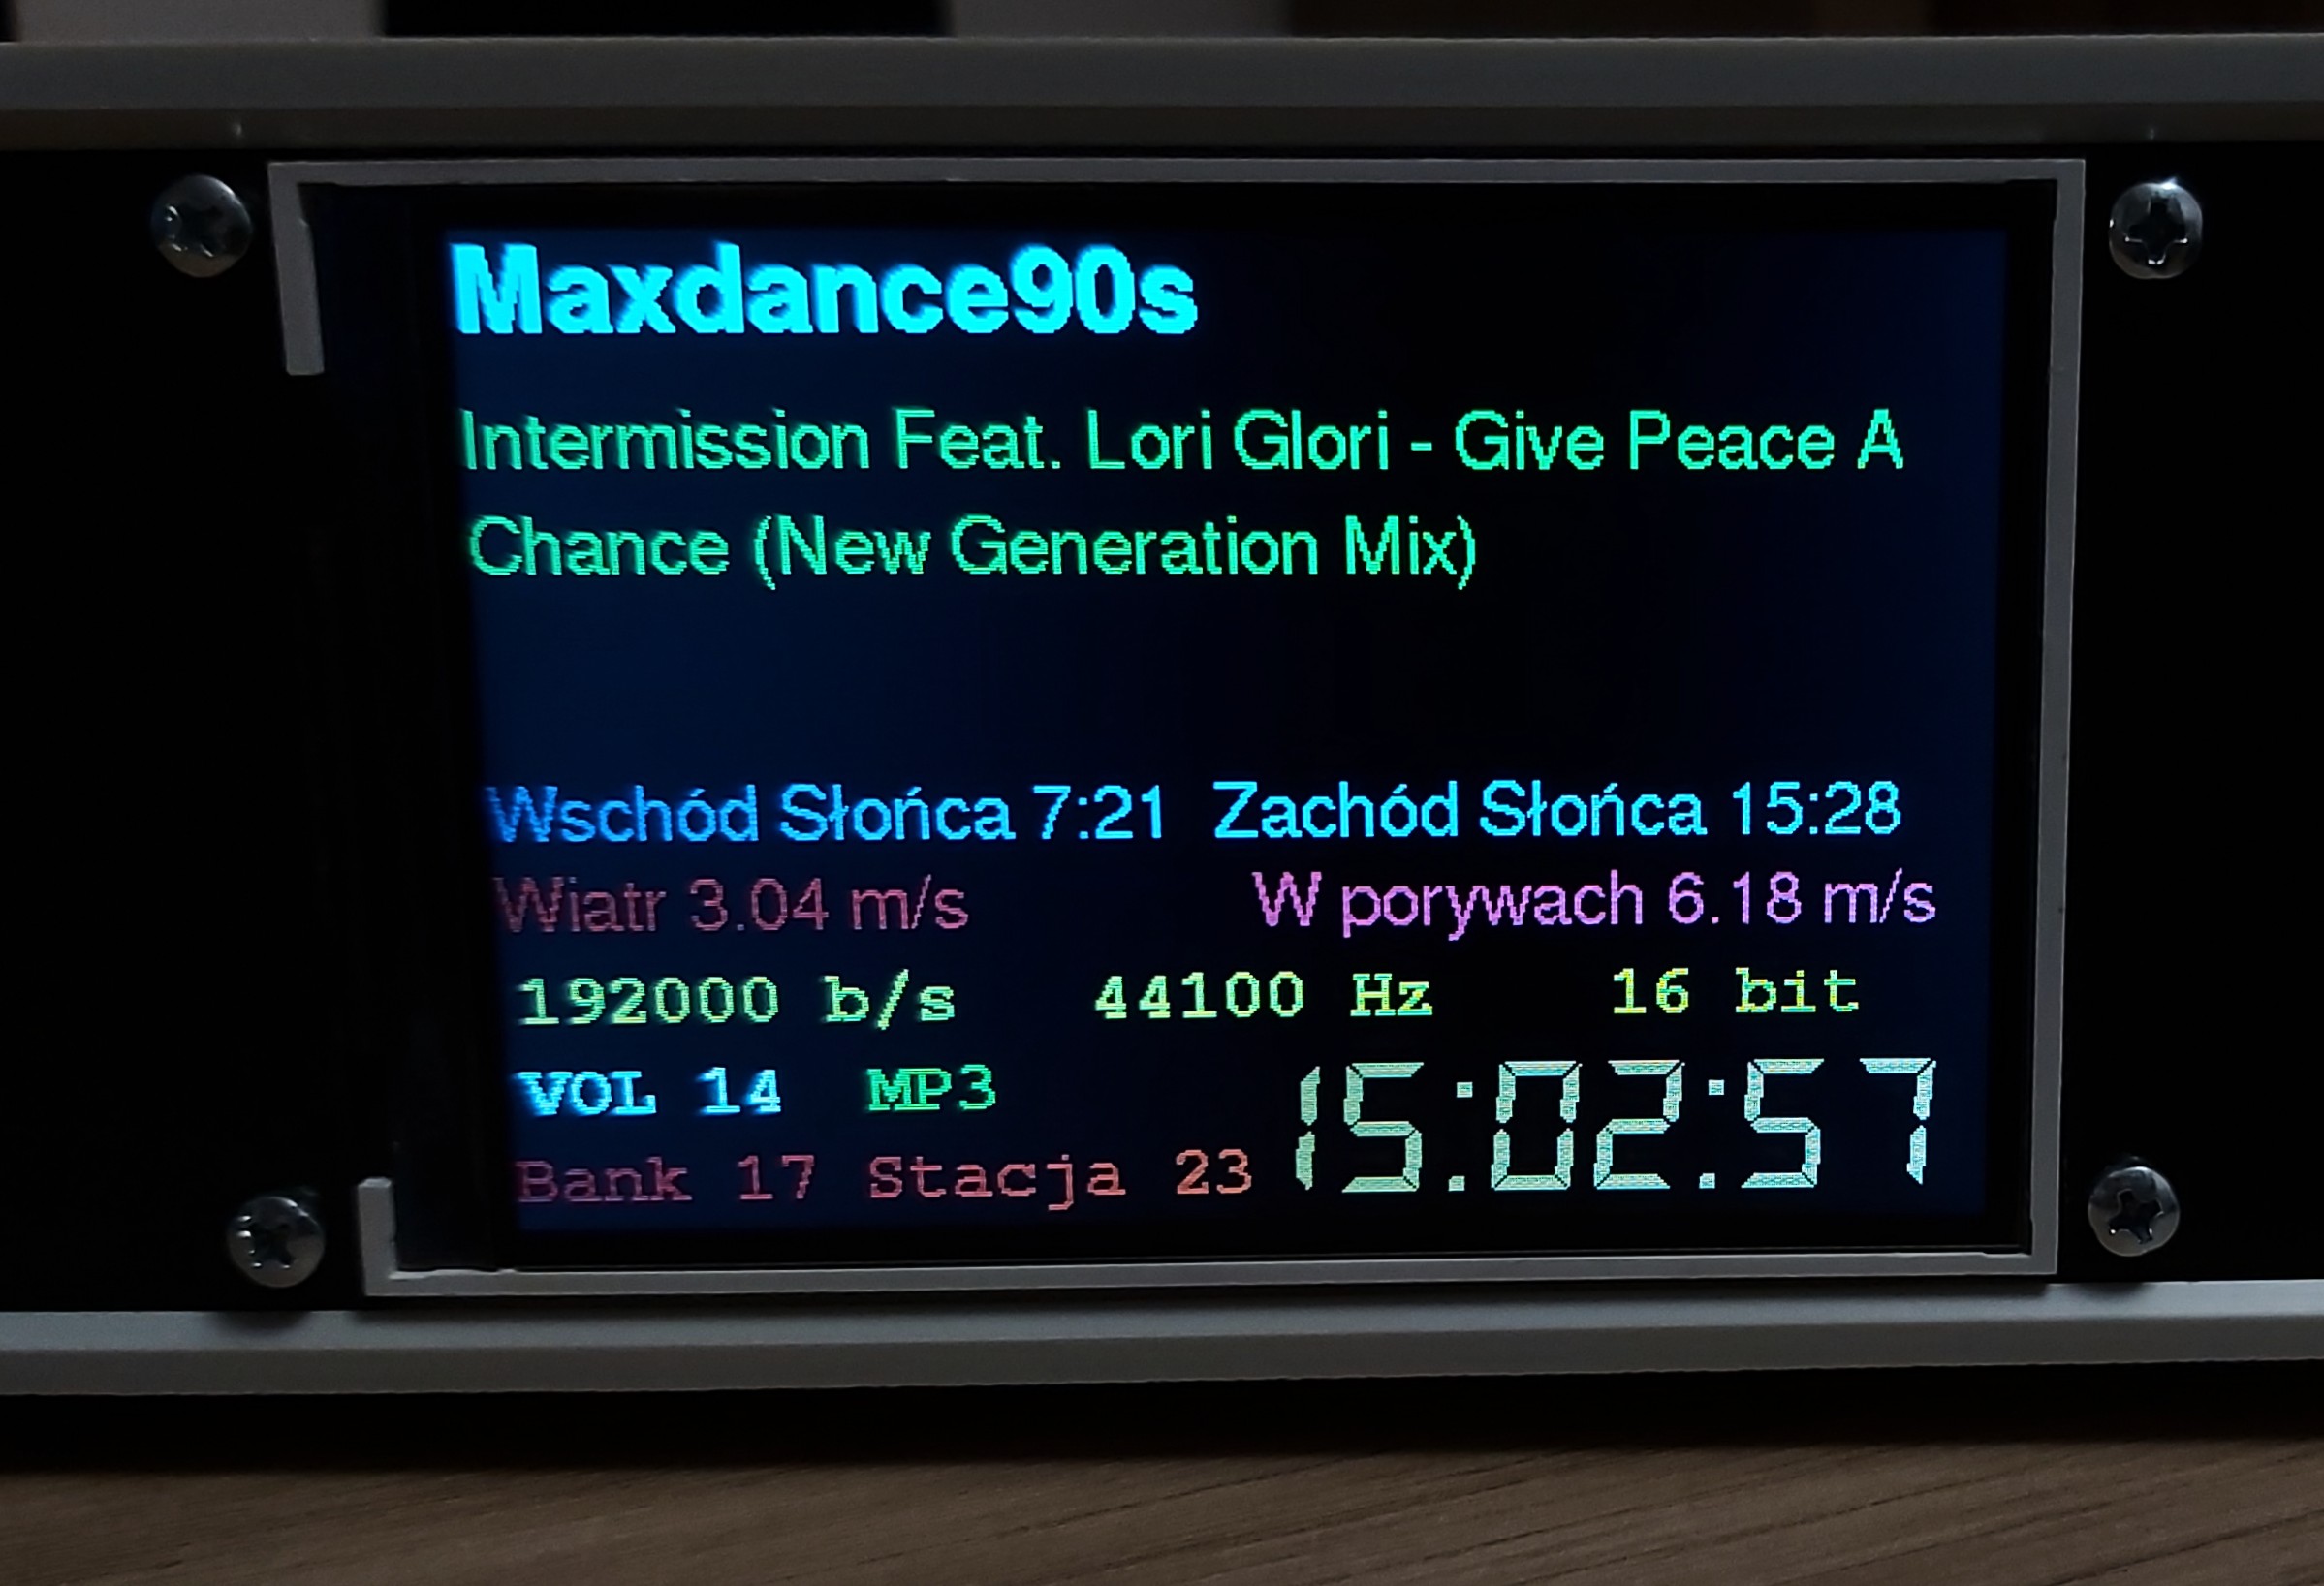 Maxdance90s
Intermission Feat. Lori Glori - Give Peace A
Chance (New Generation Mix)
Wschód Słońca 7:21 Zachód Słońca 15:28
Wiatr 3.04 m/s W porywach 6.18 m/s
192000 b/s 44100 Hz 16 bit
VOL 14 MP3
Bank 17 Stacja 23 15:02:57